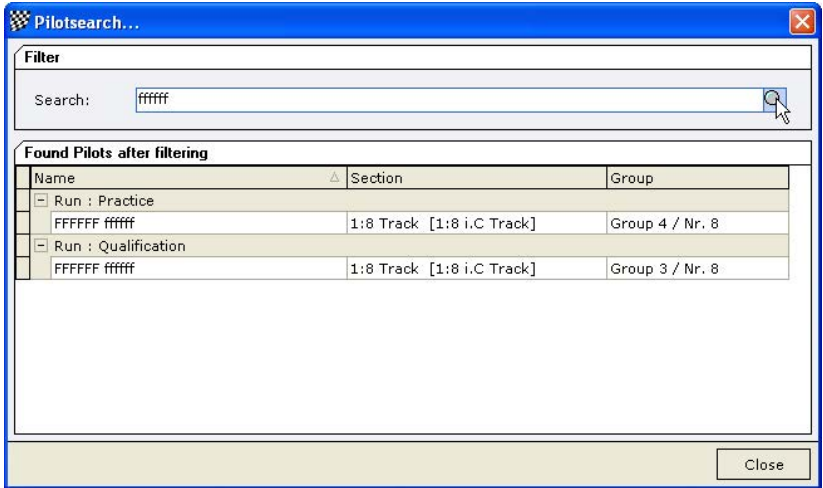 Pilotsearch...
Filter
Search: ffffff
Found Pilots after filtering
Name Section Group
Run : Practice
FFFFFF ffffff 1:8 Track [1:8 i.C Track] Group 4 / Nr. 8
Run : Qualification
FFFFFF ffffff 1:8 Track [1:8 i.C Track] Group 3 / Nr. 8
Close